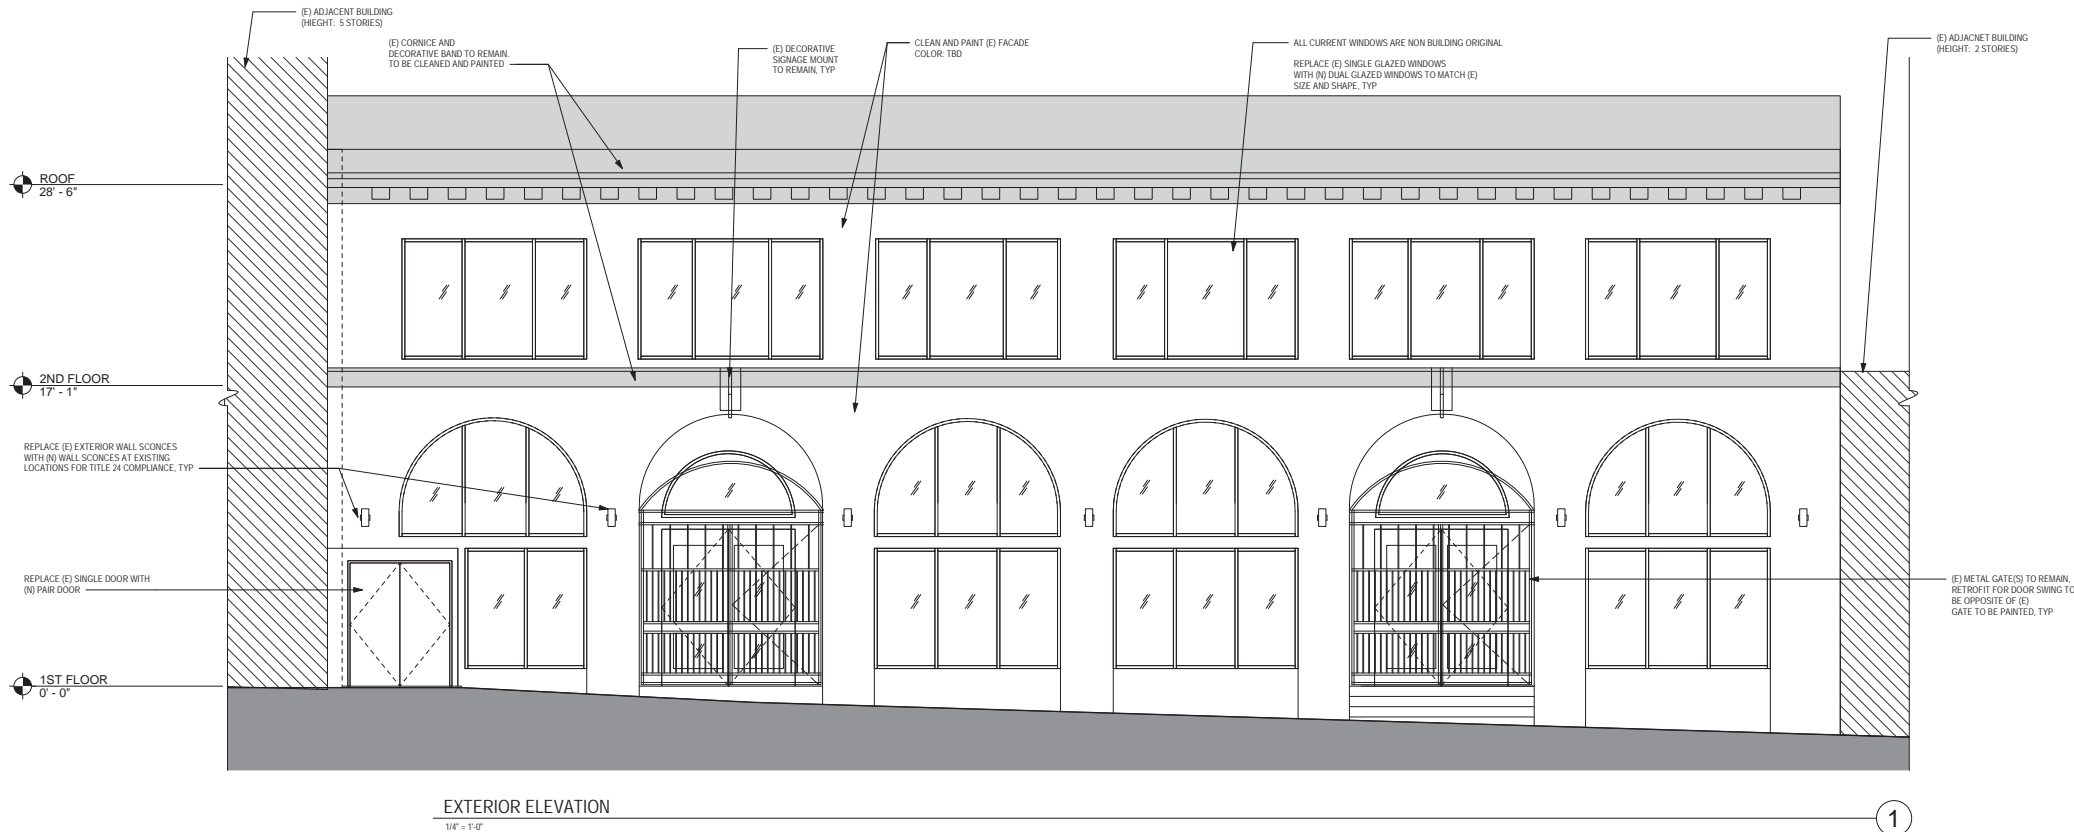 (E) ADJACENT BUILDING
(HIEGHT: 5 STORIES)
(E) CORNICE AND
DECORATIVE BAND TO REMAIN.
TO BE CLEANED AND PAINTED
(E) DECORATIVE
SIGNAGE MOUNT
TO REMAIN, TYP
CLEAN AND PAINT (E) FACADE
COLOR: TBD
ALL CURRENT WINDOWS ARE NON BUILDING ORIGINAL
REPLACE (E) SINGLE GLAZED WINDOWS
WITH (N) DUAL GLAZED WINDOWS TO MATCH (E)
SIZE AND SHAPE, TYP
(E) ADJACNET BUILDING
(HEIGHT: 2 STORIES)
ROOF
28' - 6"
2ND FLOOR
17' - 1"
REPLACE (E) EXTERIOR WALL SCONCES
WITH (N) WALL SCONCES AT EXISTING
LOCATIONS FOR TITLE 24 COMPLIANCE, TYP
REPLACE (E) SINGLE DOOR WITH
(N) PAIR DOOR
(E) METAL GATE(S) TO REMAIN,
RETROFIT FOR DOOR SWING TO
BE OPPOSITE OF (E)
GATE TO BE PAINTED, TYP
1ST FLOOR
0' - 0"
EXTERIOR ELEVATION
1/4" = 1'-0"
1